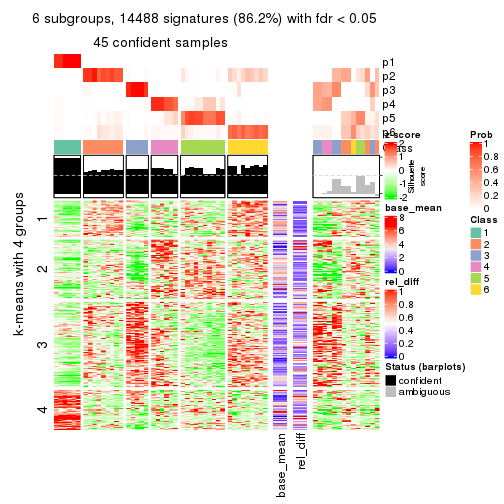 6 subgroups, 14488 signatures (86.2%) with fdr < 0.05
45 confident samples
p1
p2
p3
p4
p5
p6
Class
Silhouette
score
k-means with 4 groups
1
2
3
4
base_mean
rel_diff
z-score
2
1
0
-1
-2
base_mean
8
6
4
2
0
rel_diff
1
0.8
0.6
0.4
0.2
0
Status (barplots)
confident
ambiguous
Prob
1
0.8
0.6
0.4
0.2
0
Class
1
2
3
4
5
6